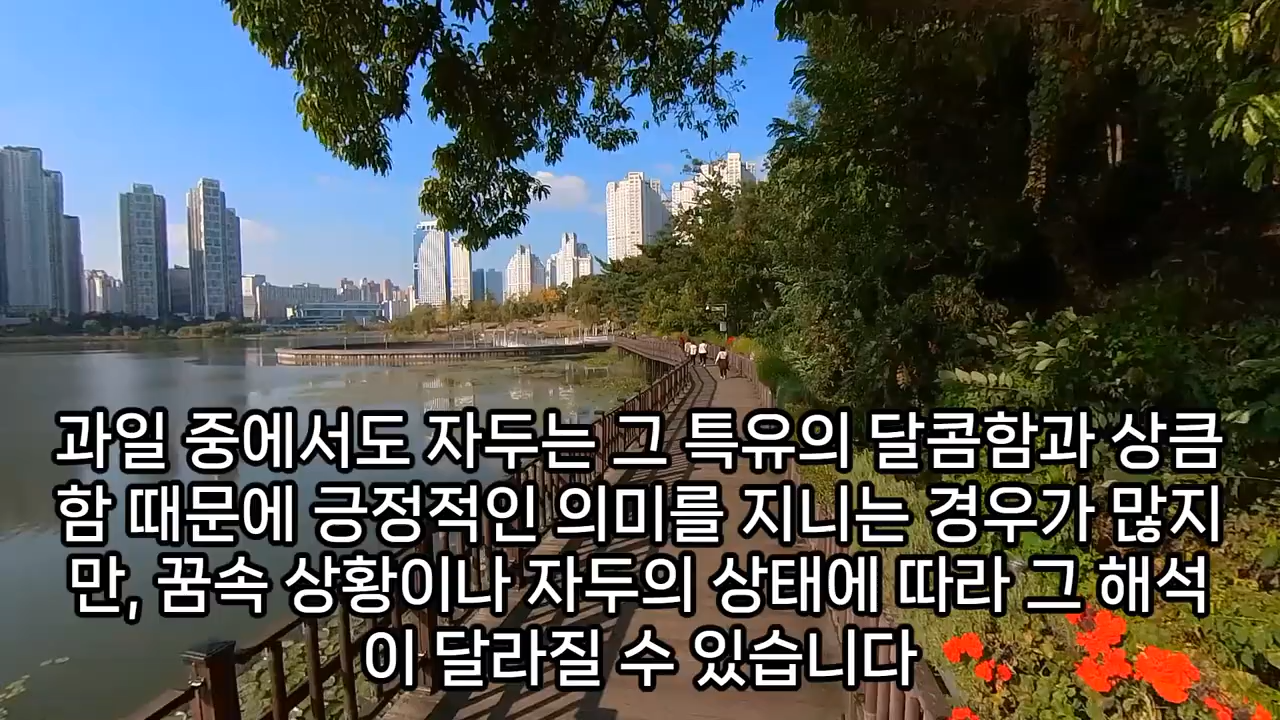 과일 중에서도 자두는 그 특유의 달콤함과 상큼
함 때문에 긍정적인 의미를 지니는 경우가 많지
만, 꿈속 상황이나 자두의 상태에 따라 그 해석
이 달라질 수 있습니다